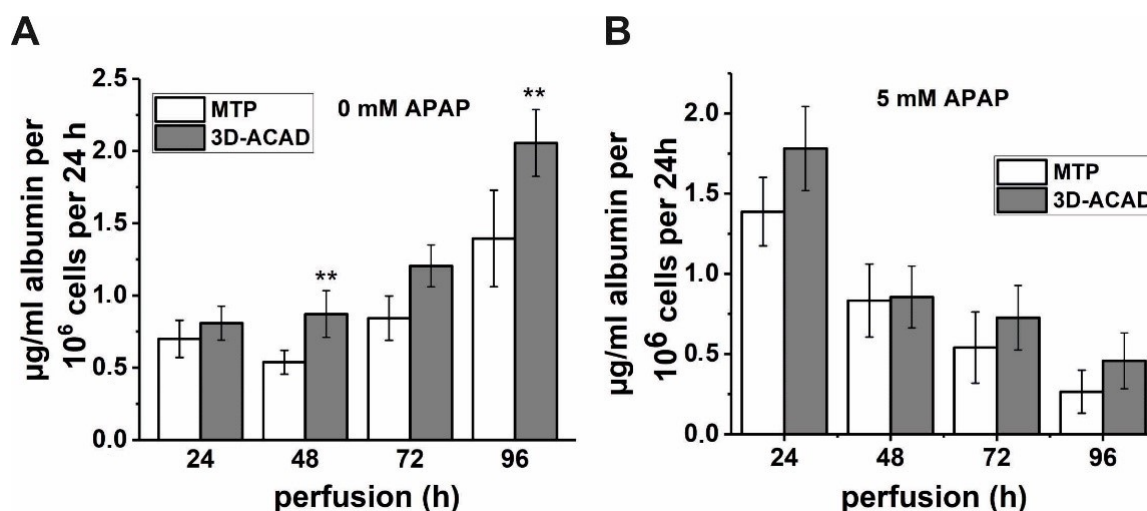 A
µg/ml albumin per
10⁶ cells per 24 h
2.5
2.0
1.5
1.0
0.5
0.0
MTP
3D-ACAD
0 mM APAP
**
**
24 48 72 96
perfusion (h)
B
µg/ml albumin per
10⁶ cells per 24h
2.0
1.5
1.0
0.5
0.0
5 mM APAP
MTP
3D-ACAD
24 48 72 96
perfusion (h)